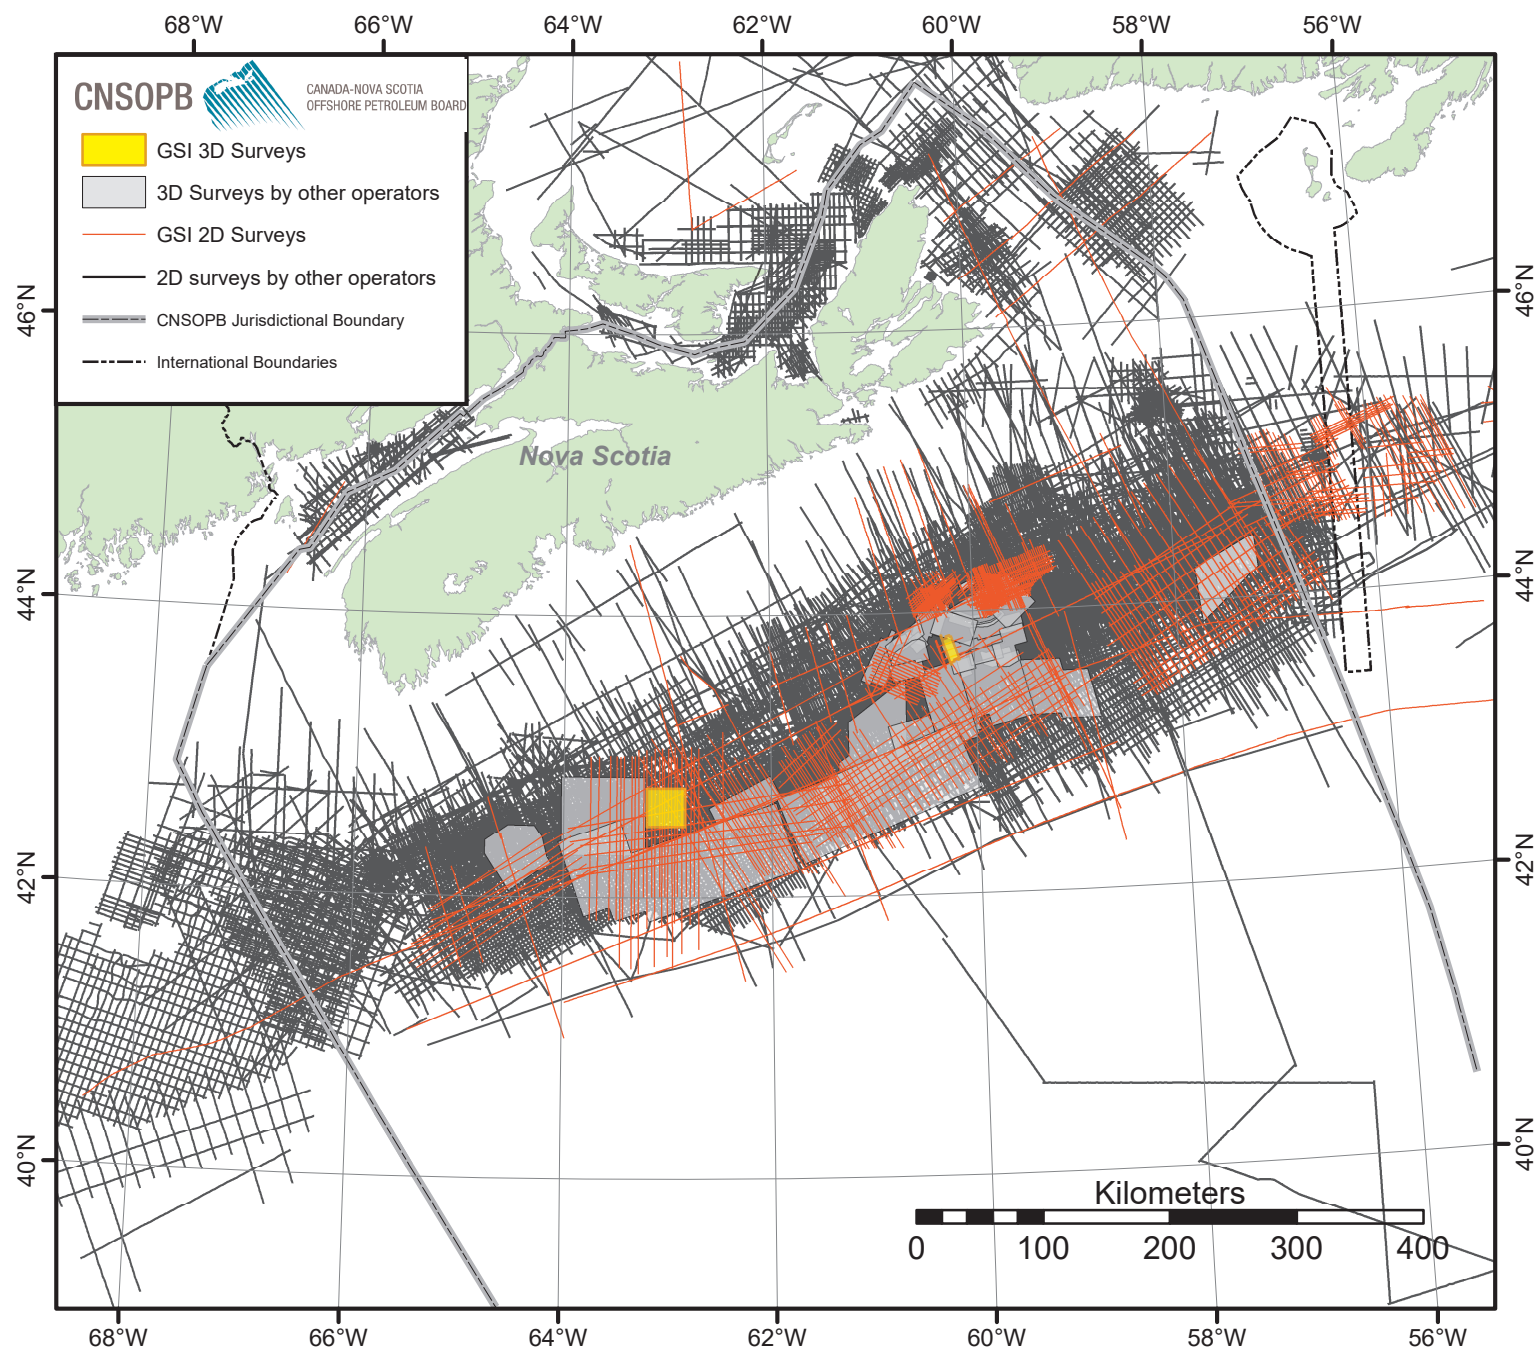 68°W 66°W 64°W 62°W 60°W 58°W 56°W
CNSOPB
CANADA-NOVA SCOTIA
OFFSHORE PETROLEUM BOARD
GSI 3D Surveys
3D Surveys by other operators
GSI 2D Surveys
2D surveys by other operators
CNSOPB Jurisdictional Boundary
International Boundaries
46°N
46°N
Nova Scotia
44°N
44°N
42°N
42°N
40°N
40°N
Kilometers
0 100 200 300 400
68°W 66°W 64°W 62°W 60°W 58°W 56°W